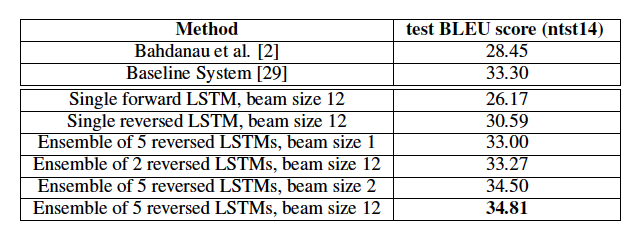 Method test BLEU score (ntst14)
Bahdanau et al. [2] 28.45
Baseline System [29] 33.30
Single forward LSTM, beam size 12 26.17
Single reversed LSTM, beam size 12 30.59
Ensemble of 5 reversed LSTMs, beam size 1 33.00
Ensemble of 2 reversed LSTMs, beam size 12 33.27
Ensemble of 5 reversed LSTMs, beam size 2 34.50
Ensemble of 5 reversed LSTMs, beam size 12 34.81